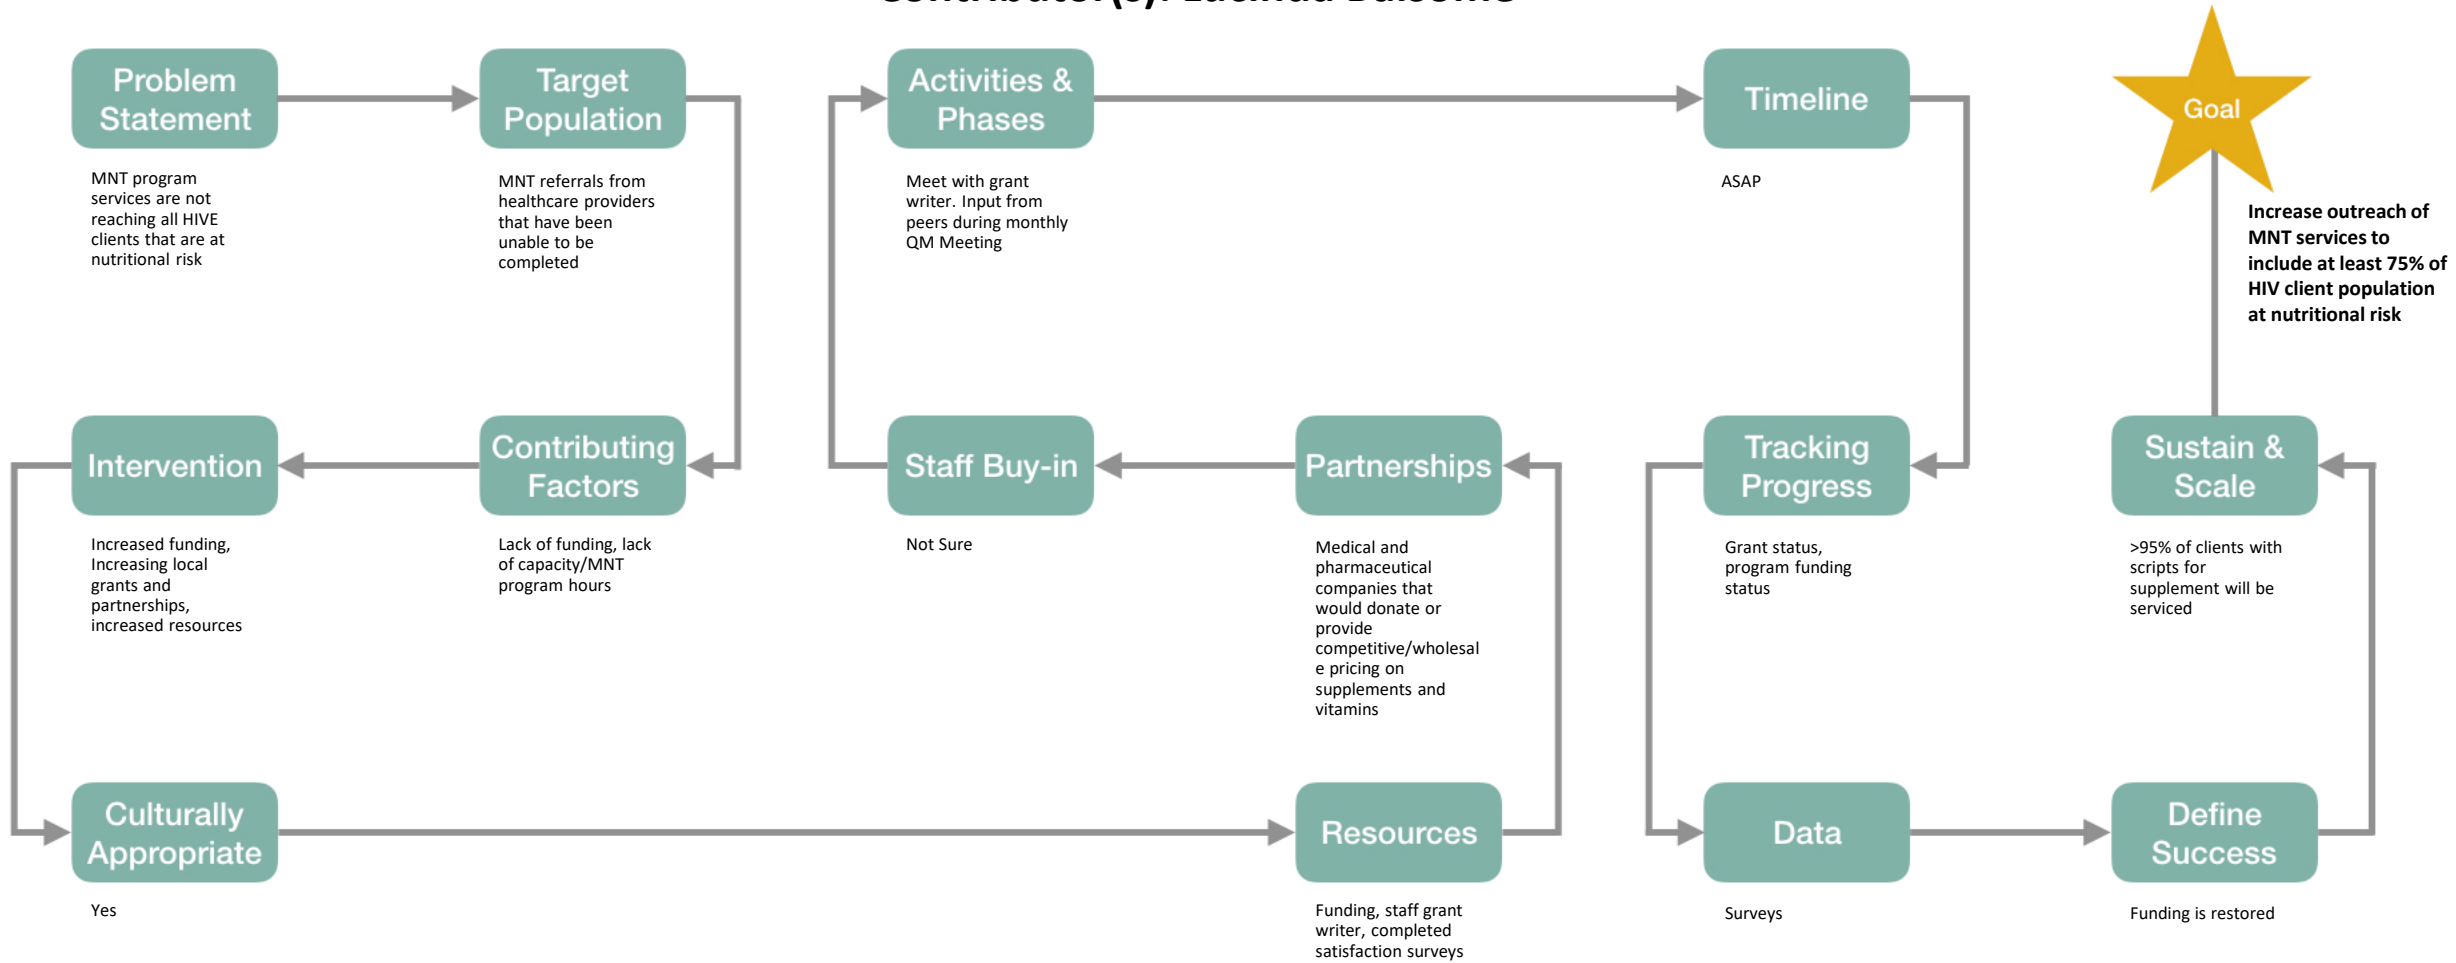 Contributor(s): Lucinda
Problem
Statement
MNT program
services are not
reaching all HIVE
clients that are at
nutritional risk
Target
Population
MNT referrals from
healthcare providers
that have been
unable to be
completed
Contributing
Factors
Lack of funding, lack
of capacity/MNT
program hours
Intervention
Increased funding,
Increasing local
grants and
partnerships,
increased resources
Culturally
Appropriate
Yes
Resources
Funding, staff grant
writer, completed
satisfaction surveys
Partnerships
Medical and
pharmaceutical
companies that
would donate or
provide
competitive/wholesal
e pricing on
supplements and
vitamins
Staff Buy-in
Not Sure
Activities &
Phases
Meet with grant
writer. Input from
peers during monthly
QM Meeting
Timeline
ASAP
Tracking
Progress
Grant status,
program funding
status
Data
Surveys
Define
Success
Funding is restored
Sustain &
Scale
>95% of clients with
scripts for
supplement will be
serviced
Goal
Increase outreach of
MNT services to
include at least 75% of
HIV client population
at nutritional risk